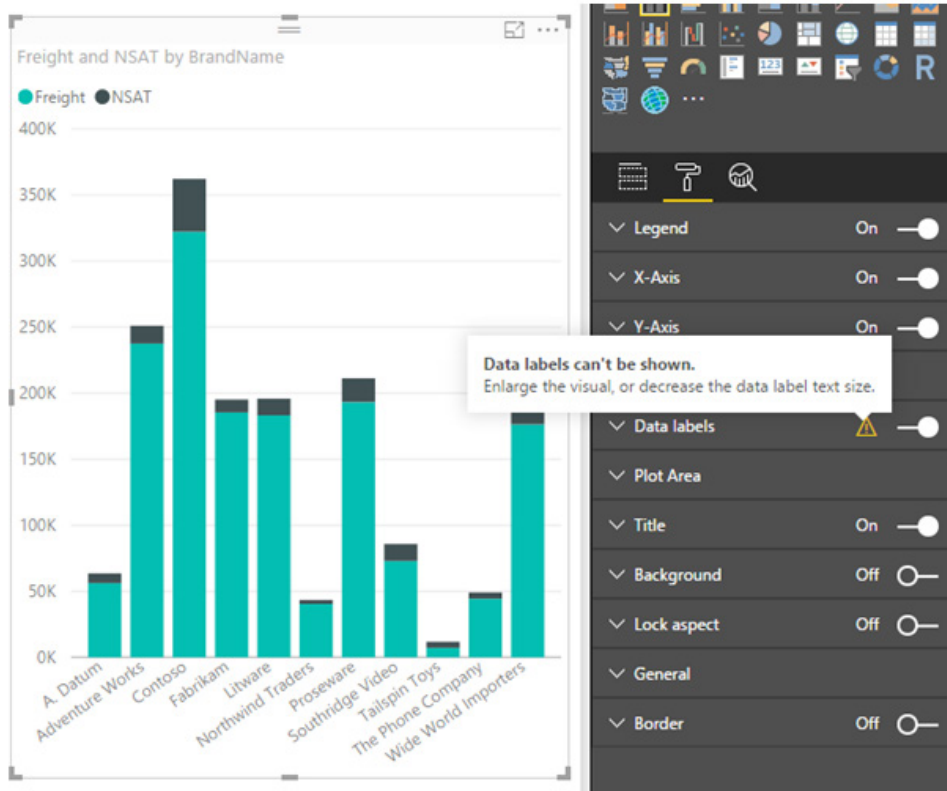 Freight and NSAT by BrandName
Freight NSAT
400K
350K
300K
250K
200K
150K
100K
50K
0K
A. Datum
Adventure Works
Contoso
Fabrikam
Litware
Northwind Traders
Proseware
Southridge Video
Tailspin Toys
The Phone Company
Wide World Importers
123
R
Legend On
X-Axis On
Y-Axis On
Data labels can't be shown.
Enlarge the visual, or decrease the data label text size.
Data labels
Plot Area
Title On
Background Off
Lock aspect Off
General
Border Off